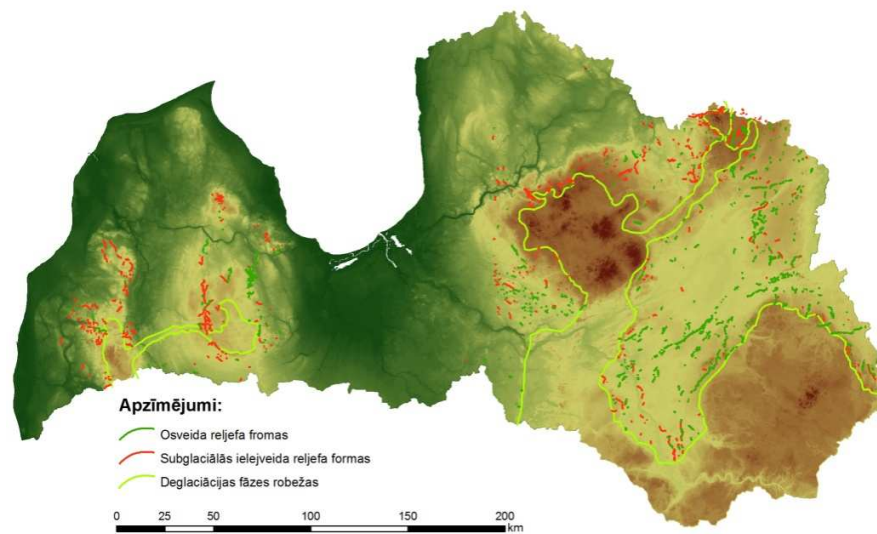 Apzīmējumi:
Osveida reljefa fromas
Subglaciālās ielejveida reljefa formas
Deglaciācijas fāzes robežas
0 25 50 100 150 200
km